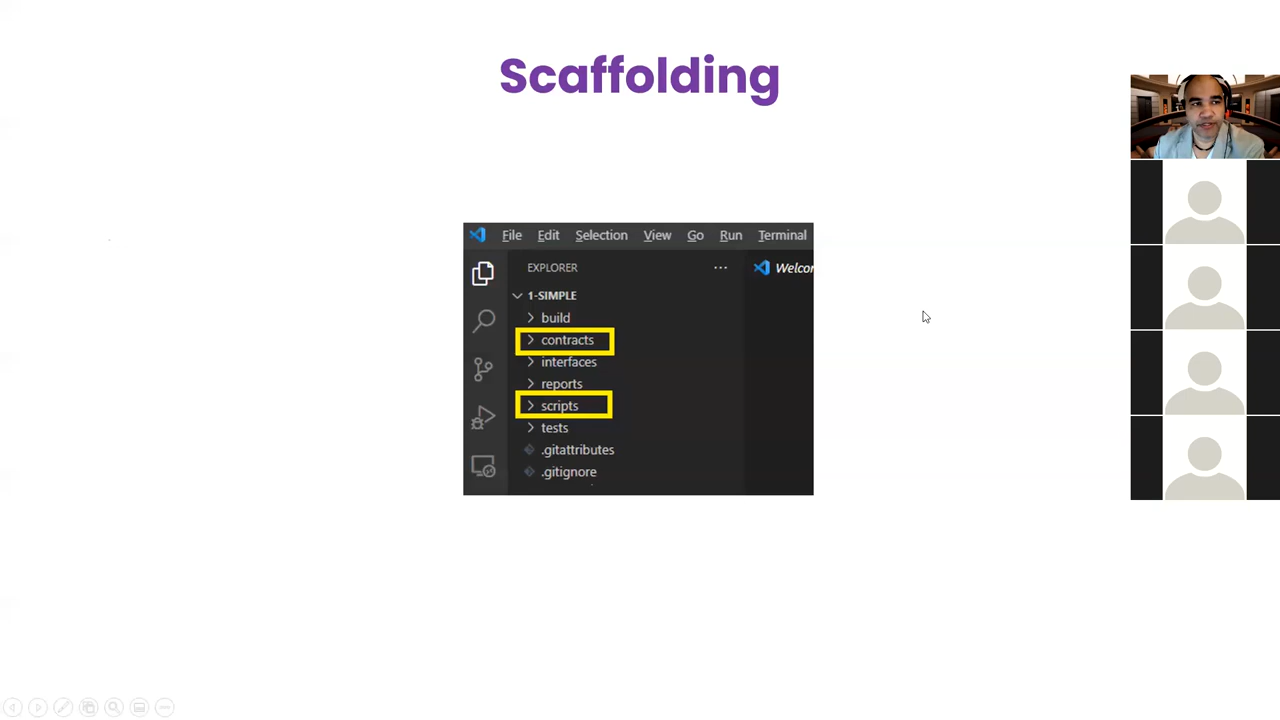 Scaffolding
File Edit Selection View Go Run Terminal
EXPLORER ... Welcor
1-SIMPLE
build
contracts
interfaces
reports
scripts
tests
.gitattributes
.gitignore